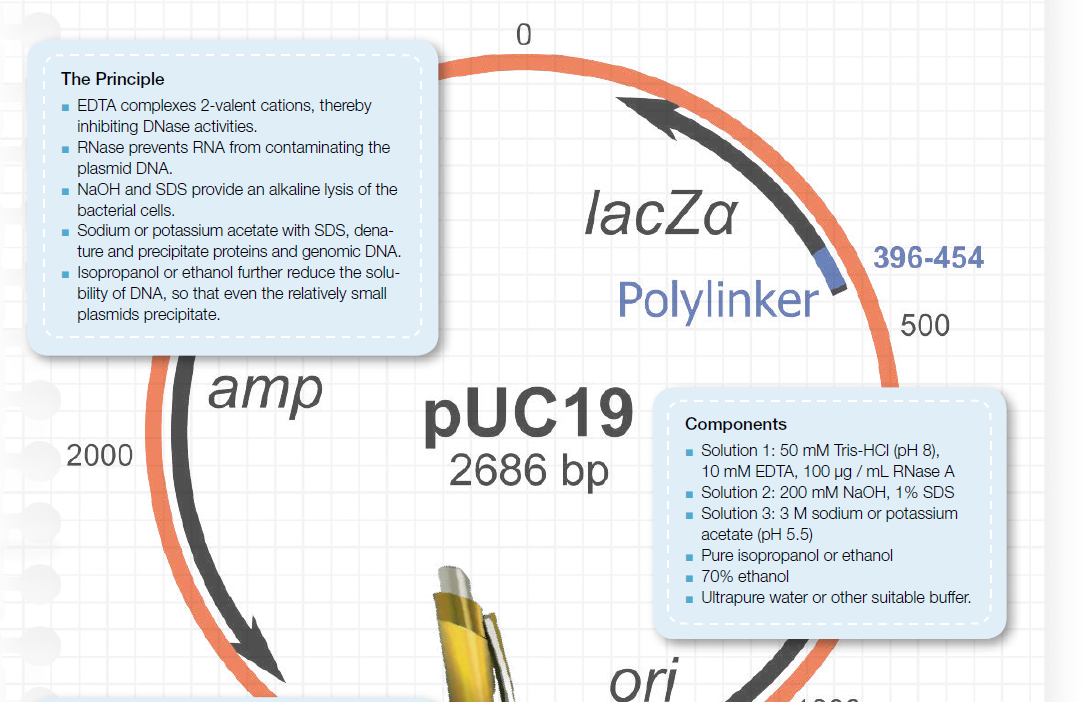 0
The Principle
EDTA complexes 2-valent cations, thereby
inhibiting DNase activities.
RNase prevents RNA from contaminating the
plasmid DNA.
NaOH and SDS provide an alkaline lysis of the
bacterial cells.
Sodium or potassium acetate with SDS, dena-
ture and precipitate proteins and genomic DNA.
Isopropanol or ethanol further reduce the solu-
bility of DNA, so that even the relatively small
plasmids precipitate.
lacZα
396-454
Polylinker
500
amp
pUC19
2686 bp
2000
Components
Solution 1: 50 mM Tris-HCl (pH 8),
10 mM EDTA, 100 µg / mL RNase A
Solution 2: 200 mM NaOH, 1% SDS
Solution 3: 3 M sodium or potassium
acetate (pH 5.5)
Pure isopropanol or ethanol
70% ethanol
Ultrapure water or other suitable buffer.
ori